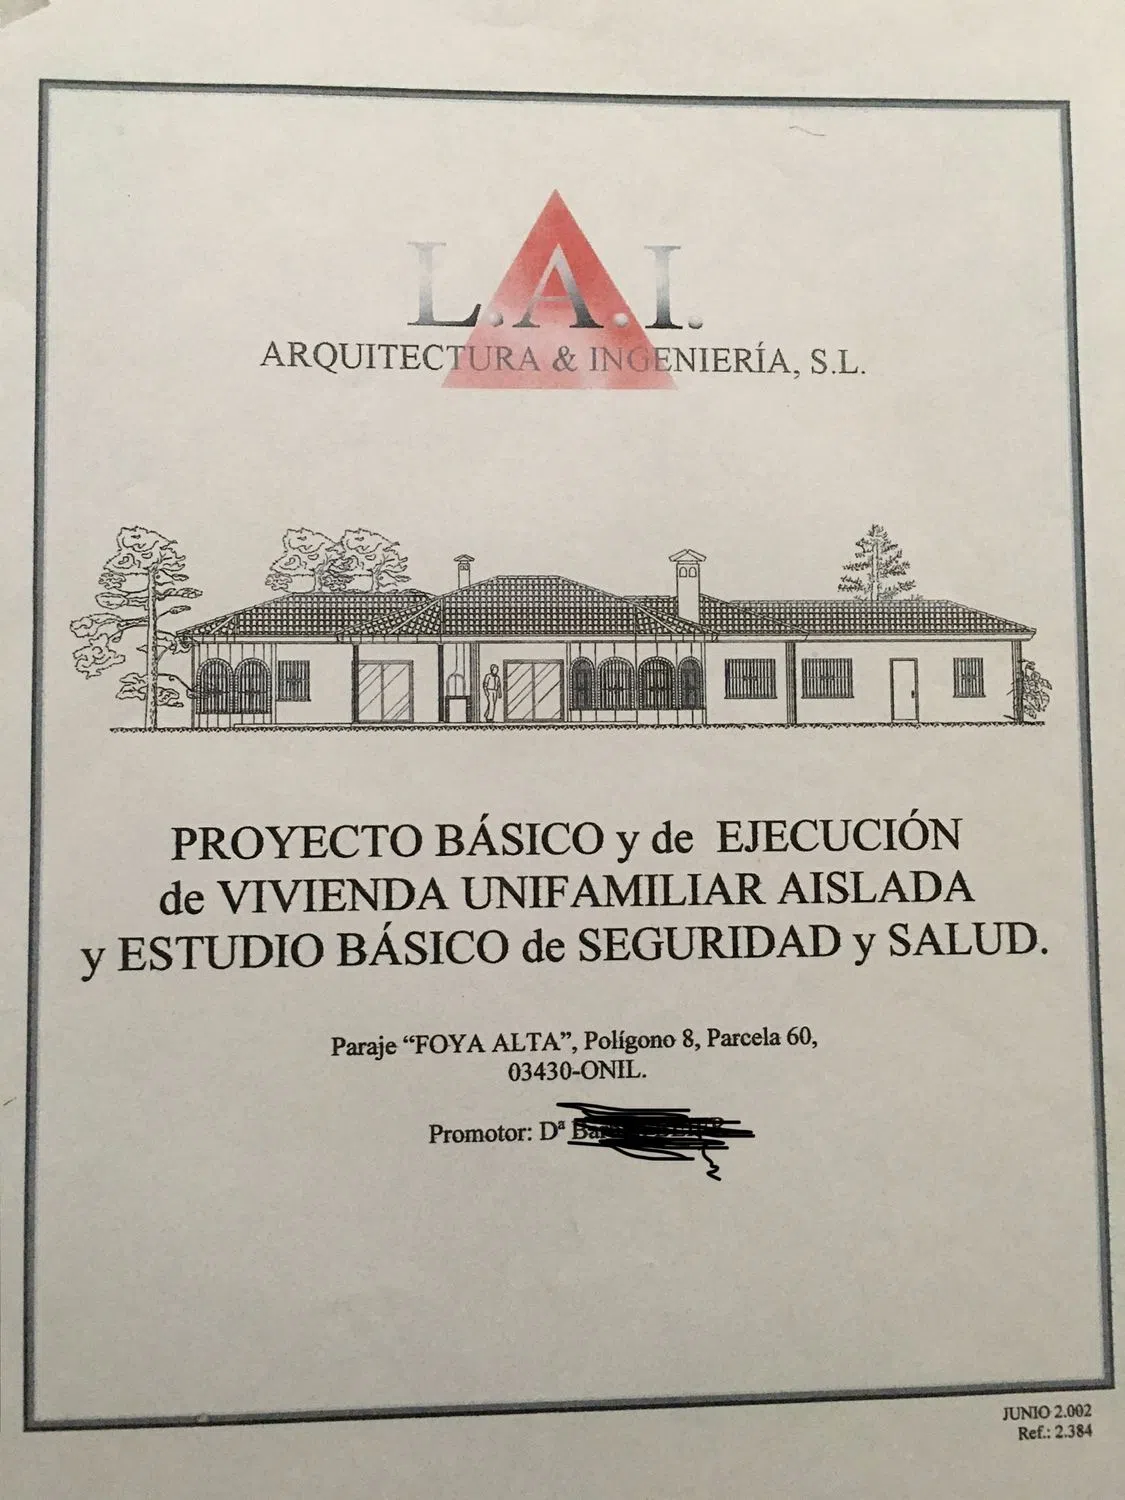 L.A.I.
ARQUITECTURA & INGENIERÍA, S.L.
PROYECTO BÁSICO y de EJECUCIÓN
de VIVIENDA UNIFAMILIAR AISLADA
y ESTUDIO BÁSICO de SEGURIDAD y SALUD.
Paraje “FOYA ALTA”, Polígono 8, Parcela 60,
03430-ONIL.
Promotor: Dª
JUNIO 2.002
Ref.: 2.384